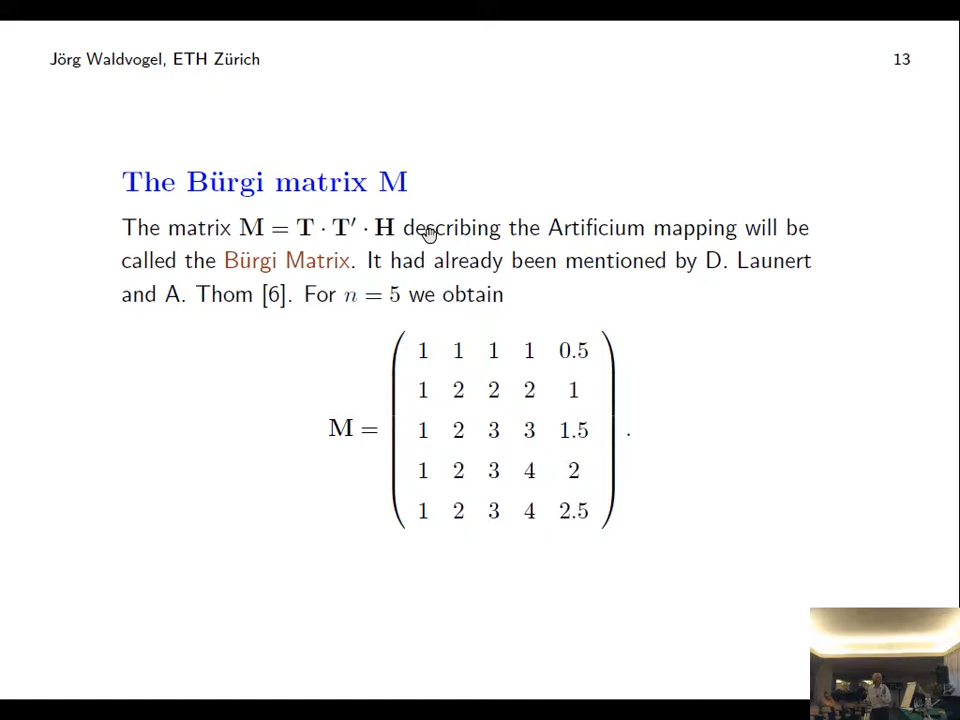 Jörg Waldvogel, ETH Zürich 13
The Bürgi matrix M
The matrix M = T · T′ · H describing the Artificium mapping will be
called the Bürgi Matrix. It had already been mentioned by D. Launert
and A. Thom [6]. For n = 5 we obtain
1 1 1 1 0.5
1 2 2 2 1
M = 1 2 3 3 1.5 .
1 2 3 4 2
1 2 3 4 2.5